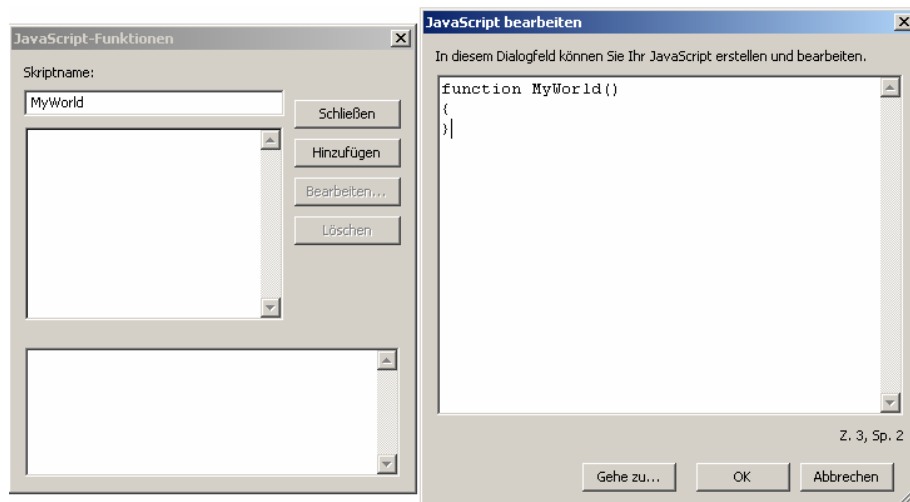 JavaScript-Funktionen
Skriptname:
MyWorld
Schließen
Hinzufügen
Bearbeiten...
Löschen
JavaScript bearbeiten
In diesem Dialogfeld können Sie Ihr JavaScript erstellen und bearbeiten.
function MyWorld()
{
}
Z. 3, Sp. 2
Gehe zu...
OK
Abbrechen